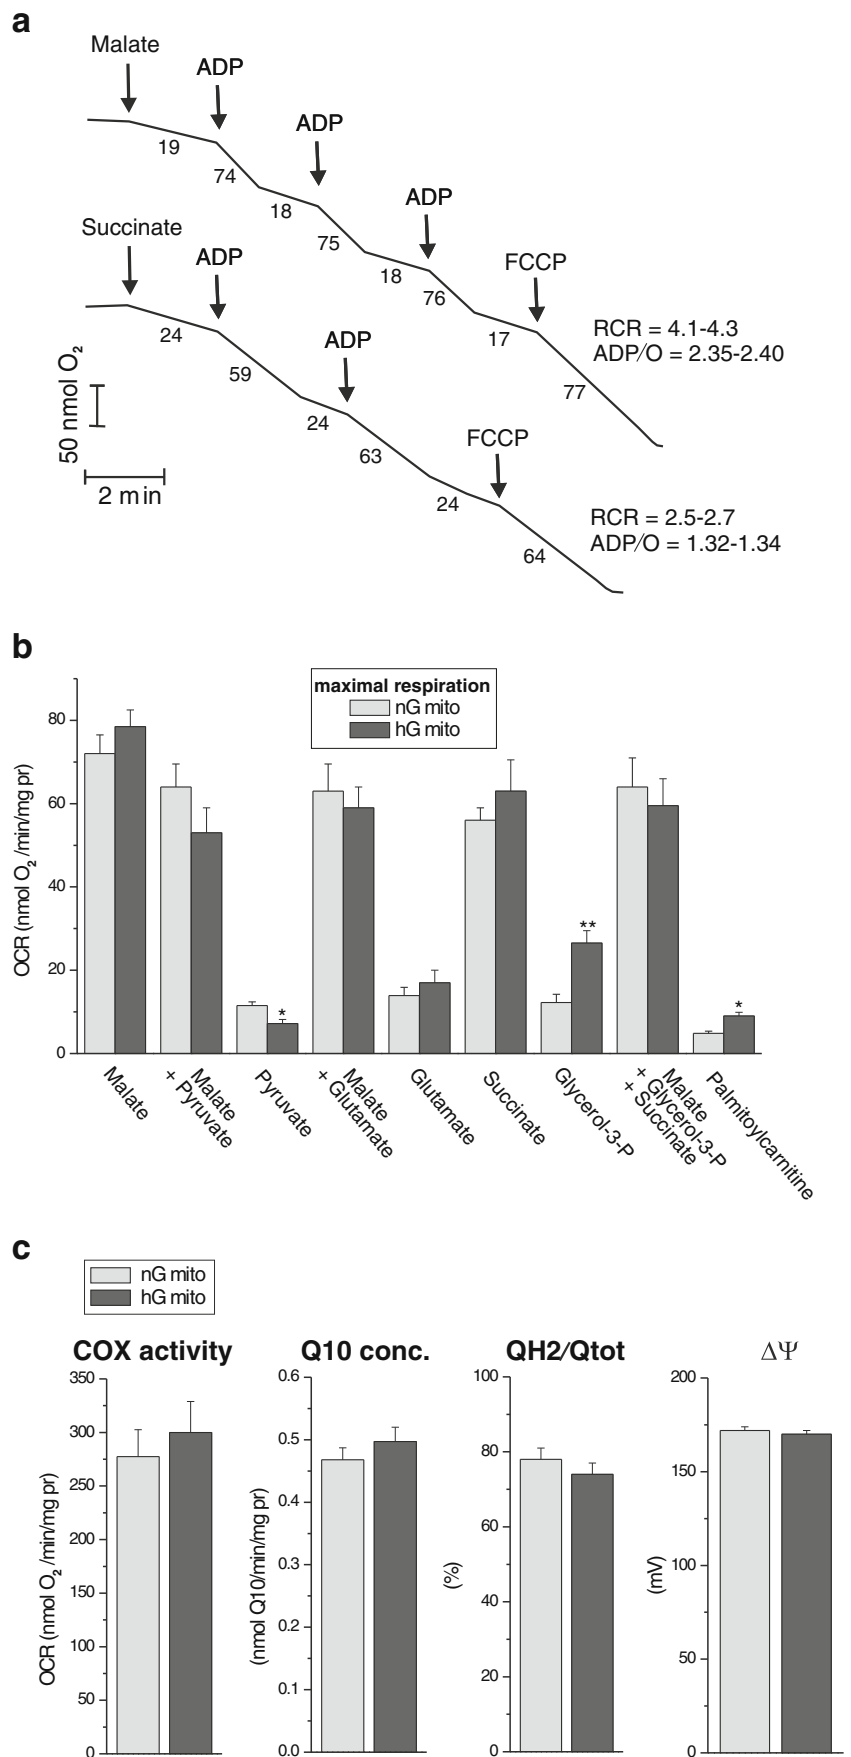 a
Malate
ADP
ADP
ADP
FCCP
19
74
18
75
18
76
17
77
RCR = 4.1-4.3
ADP/O = 2.35-2.40
Succinate
ADP
ADP
FCCP
24
59
24
63
24
64
RCR = 2.5-2.7
ADP/O = 1.32-1.34
50 nmol O2
2 min
b
maximal respiration
nG mito
hG mito
OCR (nmol O2 /min/mg pr)
80
60
40
20
0
*
**
*
Malate
Malate
+ Pyruvate
Pyruvate
Malate
+ Glutamate
Glutamate
Succinate
Glycerol-3-P
Malate
+ Glycerol-3-P
+ Succinate
Palmitoylcarnitine
c
nG mito
hG mito
COX activity
OCR (nmol O2 /min/mg pr)
350
300
250
200
150
100
50
0
Q10 conc.
(nmol Q10/min/mg pr)
0.6
0.5
0.4
0.3
0.2
0.1
0.0
QH2/Qtot
(%)
100
80
60
40
20
0
ΔΨ
(mV)
200
150
100
50
0